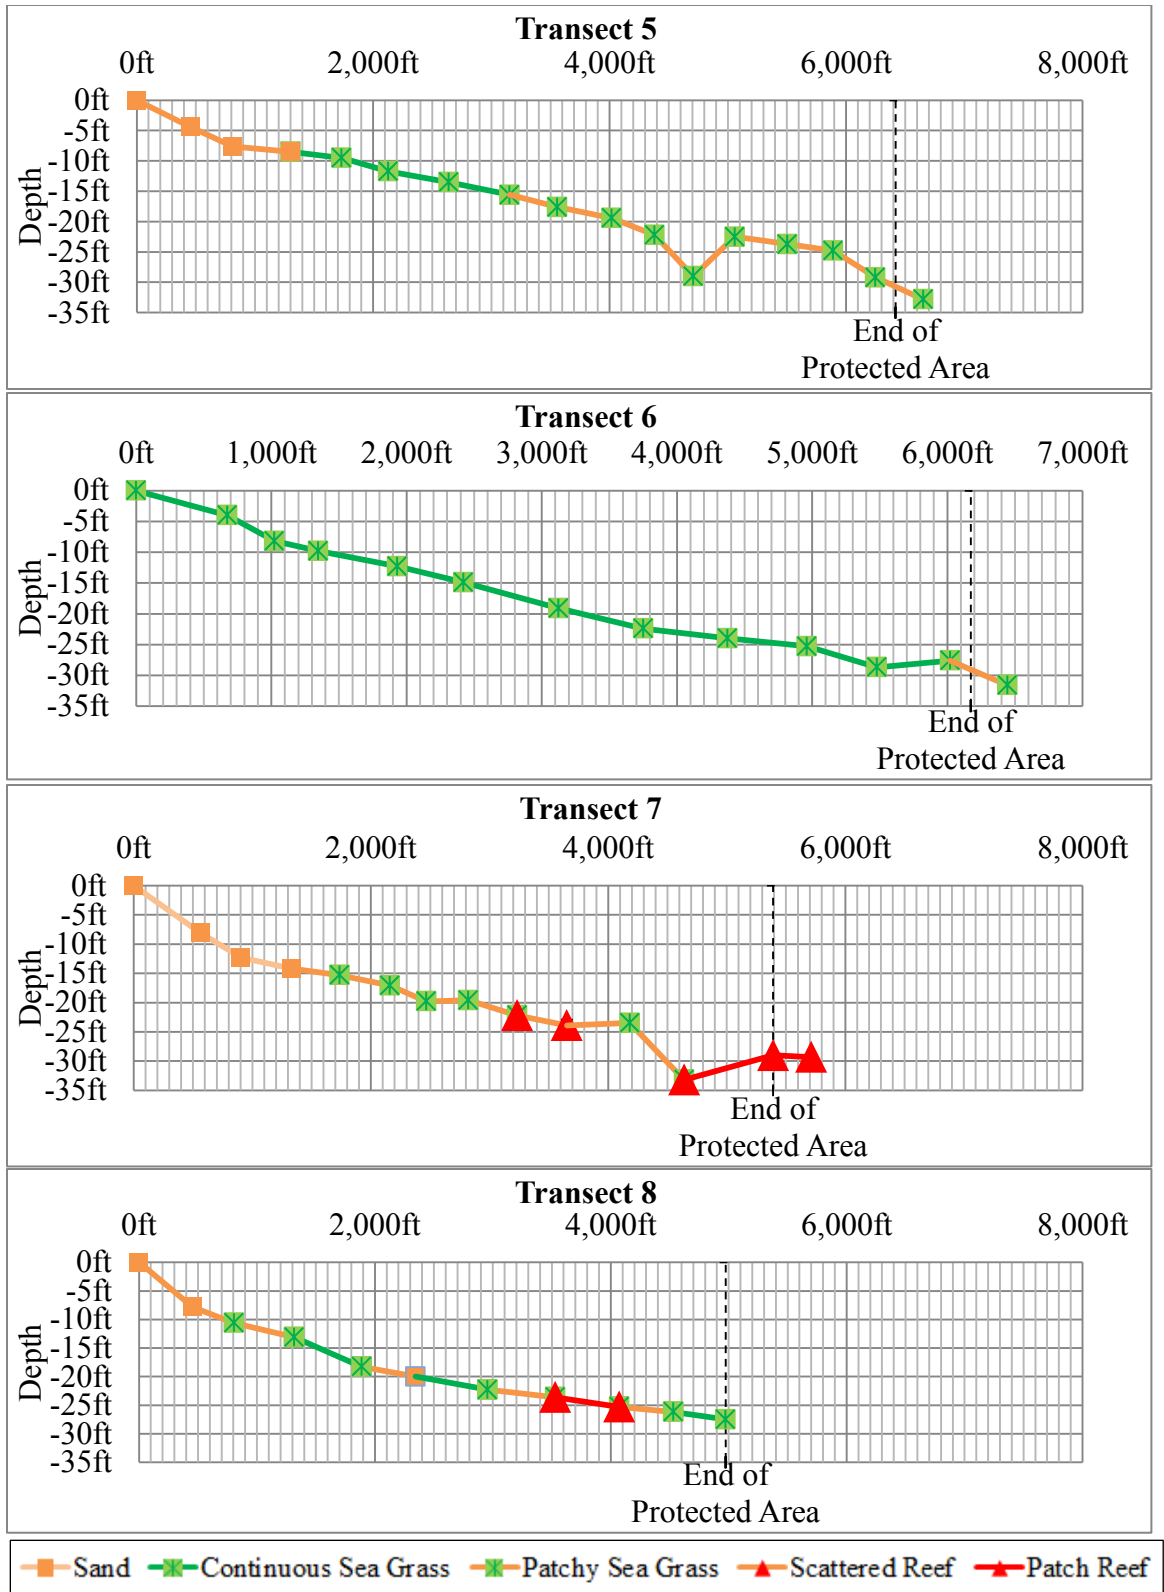 Transect 5
0ft 2,000ft 4,000ft 6,000ft 8,000ft
0ft
-5ft
-10ft
-15ft
-20ft
-25ft
-30ft
-35ft
Depth
End of
Protected Area
Transect 6
0ft 1,000ft 2,000ft 3,000ft 4,000ft 5,000ft 6,000ft 7,000ft
0ft
-5ft
-10ft
-15ft
-20ft
-25ft
-30ft
-35ft
Depth
End of
Protected Area
Transect 7
0ft 2,000ft 4,000ft 6,000ft 8,000ft
0ft
-5ft
-10ft
-15ft
-20ft
-25ft
-30ft
-35ft
Depth
End of
Protected Area
Transect 8
0ft 2,000ft 4,000ft 6,000ft 8,000ft
0ft
-5ft
-10ft
-15ft
-20ft
-25ft
-30ft
-35ft
Depth
End of
Protected Area
Sand Continuous Sea Grass Patchy Sea Grass Scattered Reef Patch Reef